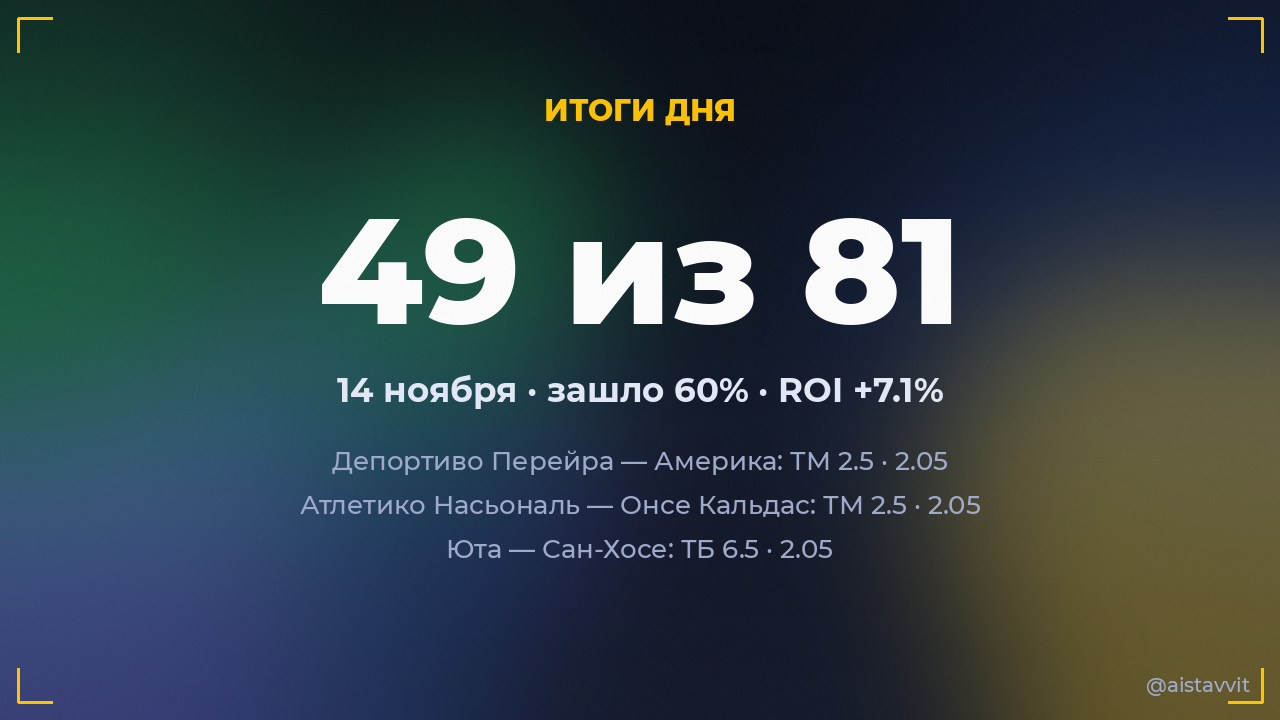 ИТОГИ ДНЯ
49 из 81
14 ноября · зашло 60% · ROI +7.1%
Депортиво Перейра — Америка: ТМ 2.5 · 2.05
Атлетико Насьональ — Онсе Кальдас: ТМ 2.5 · 2.05
Юта — Сан-Хосе: ТБ 6.5 · 2.05
@aistavvit